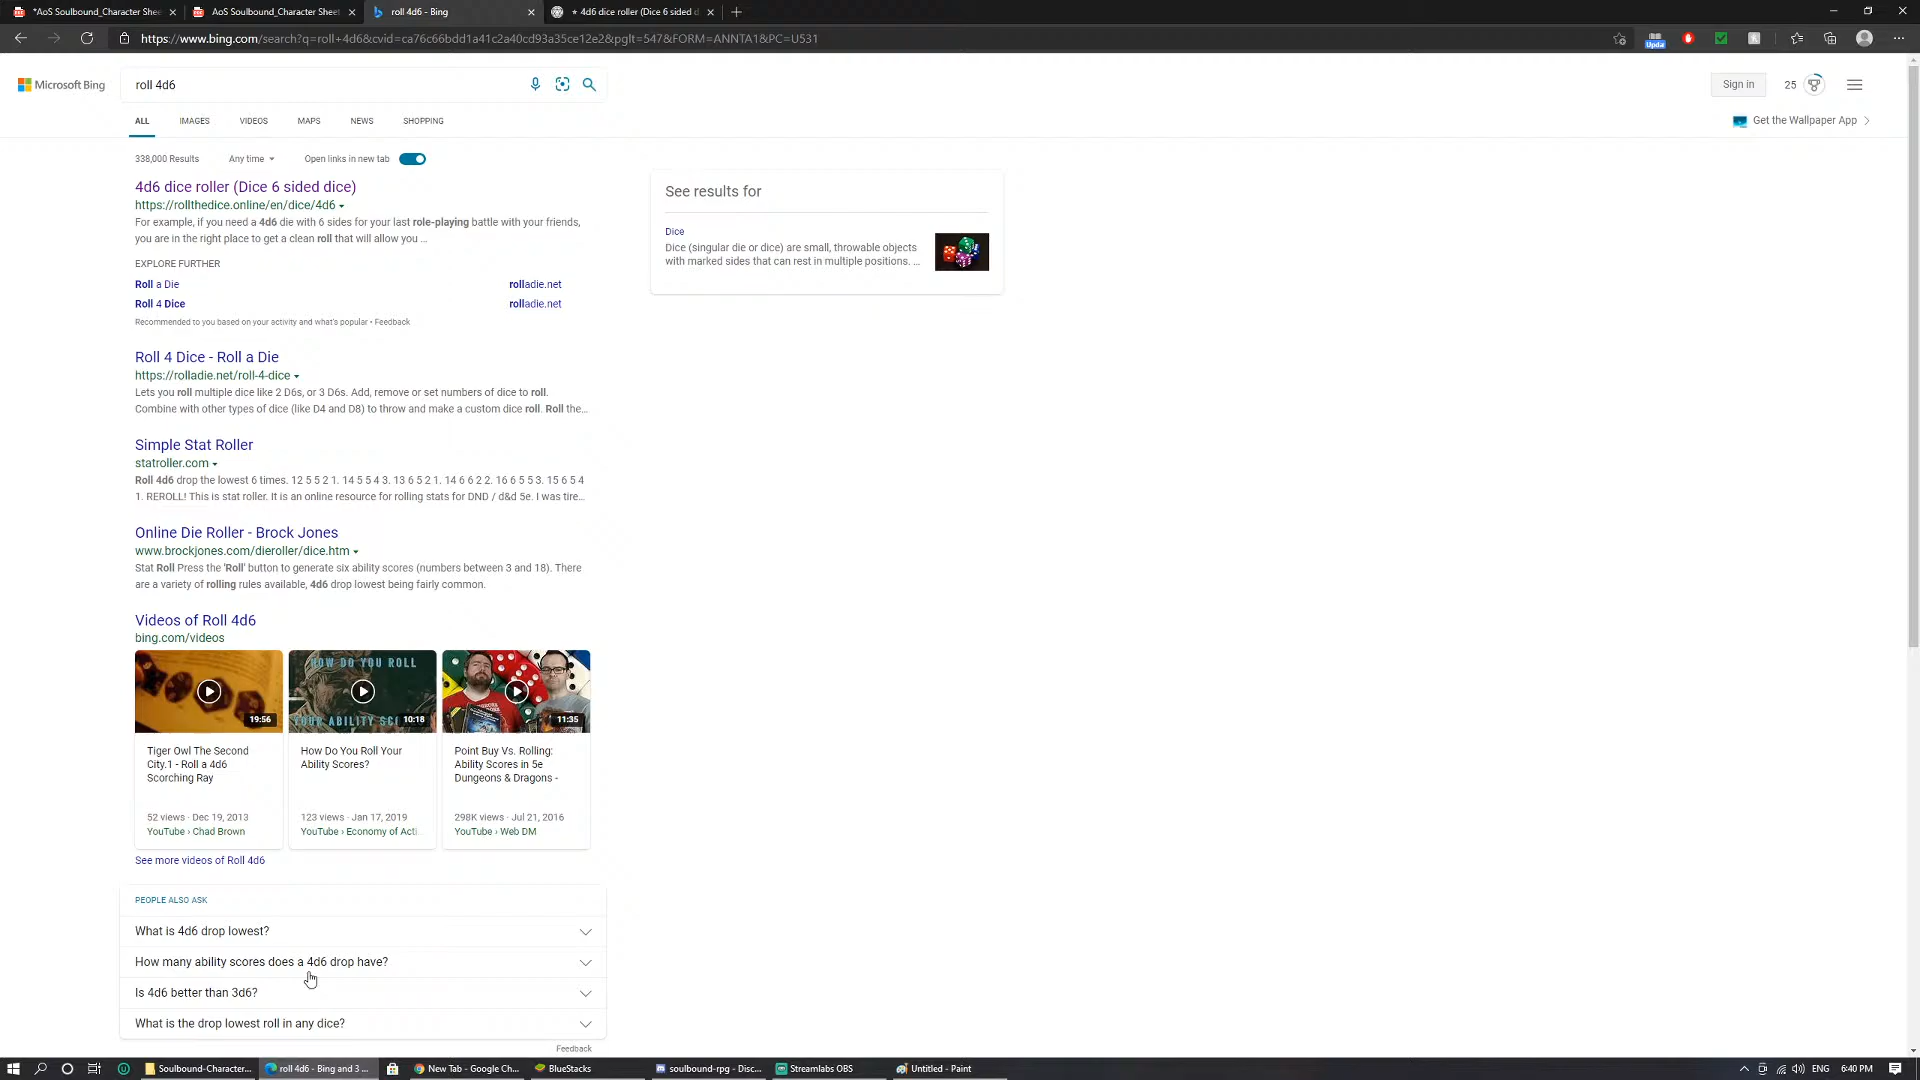 *AoS Soulbound_Character Shee
AoS Soulbound_Character Sheet
roll 4d6 - Bing
4d6 dice roller (Dice 6 sided d
https://www.bing.com/search?q=roll+4d6&cvid=ca76c66bdd1a41c2a40cd93a35ce12e2&pglt=547&FORM=ANNTA1&PC=U531
Upda
Microsoft Bing
roll 4d6
Sign in
25
ALL IMAGES VIDEOS MAPS NEWS SHOPPING
Get the Wallpaper App
338,000 Results Any time Open links in new tab
4d6 dice roller (Dice 6 sided dice)
https://rollthedice.online/en/dice/4d6
For example, if you need a 4d6 die with 6 sides for your last role-playing battle with your friends,
you are in the right place to get a clean roll that will allow you ...
EXPLORE FURTHER
Roll a Die rolladie.net
Roll 4 Dice rolladie.net
Recommended to you based on your activity and what's popular • Feedback
See results for
Dice
Dice (singular die or dice) are small, throwable objects
with marked sides that can rest in multiple positions. ...
Roll 4 Dice - Roll a Die
https://rolladie.net/roll-4-dice
Lets you roll multiple dice like 2 D6s, or 3 D6s. Add, remove or set numbers of dice to roll.
Combine with other types of dice (like D4 and D8) to throw and make a custom dice roll. Roll the...
Simple Stat Roller
statroller.com
Roll 4d6 drop the lowest 6 times. 12 5 5 2 1. 14 5 5 4 3. 13 6 5 2 1. 14 6 6 2 2. 16 6 5 5 3. 15 6 5 4
1. REROLL! This is stat roller. It is an online resource for rolling stats for DND / d&d 5e. I was tire...
Online Die Roller - Brock Jones
www.brockjones.com/dieroller/dice.htm
Stat Roll Press the 'Roll' button to generate six ability scores (numbers between 3 and 18). There
are a variety of rolling rules available, 4d6 drop lowest being fairly common.
Videos of Roll 4d6
bing.com/videos
19:56
HOW DO YOU ROLL
YOUR ABILITY SC
10:18
11:35
Tiger Owl The Second
City.1 - Roll a 4d6
Scorching Ray
52 views · Dec 19, 2013
YouTube › Chad Brown
How Do You Roll Your
Ability Scores?
123 views · Jan 17, 2019
YouTube › Economy of Acti
Point Buy Vs. Rolling:
Ability Scores in 5e
Dungeons & Dragons -
298K views · Jul 21, 2016
YouTube › Web DM
See more videos of Roll 4d6
PEOPLE ALSO ASK
What is 4d6 drop lowest?
How many ability scores does a 4d6 drop have?
Is 4d6 better than 3d6?
What is the drop lowest roll in any dice?
Feedback
Soulbound-Character...
roll 4d6 - Bing and 3 ...
New Tab - Google Ch...
BlueStacks
soulbound-rpg - Disc...
Streamlabs OBS
Untitled - Paint
ENG
6:40 PM